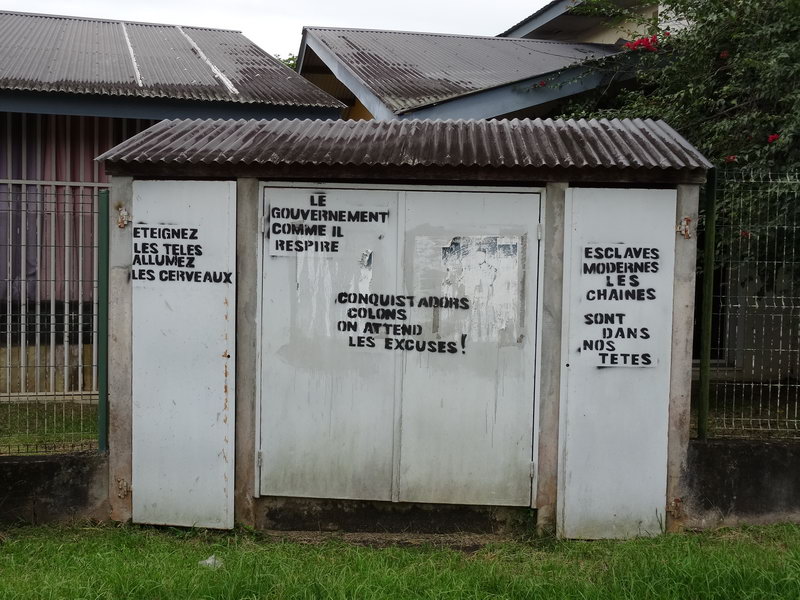 ETEIGNEZ
LES TELES
ALLUMEZ
LES CERVEAUX
LE
GOUVERNEMENT
COMME IL
RESPIRE
CONQUISTADORS
COLONS
ON ATTEND
LES EXCUSES!
ESCLAVES
MODERNES
LES
CHAINES
SONT
DANS
NOS
TETES